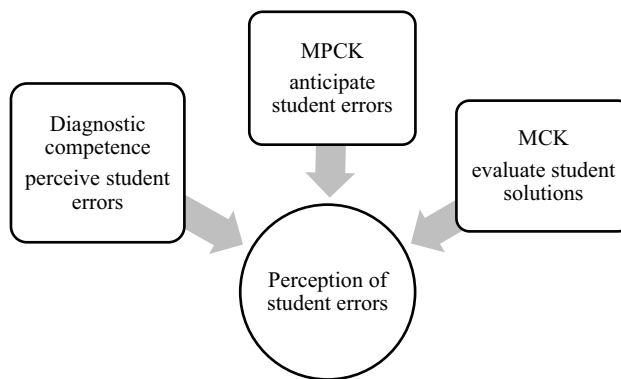 Diagnostic
competence
perceive student
errors
MPCK
anticipate
student errors
MCK
evaluate student
solutions
Perception of
student errors